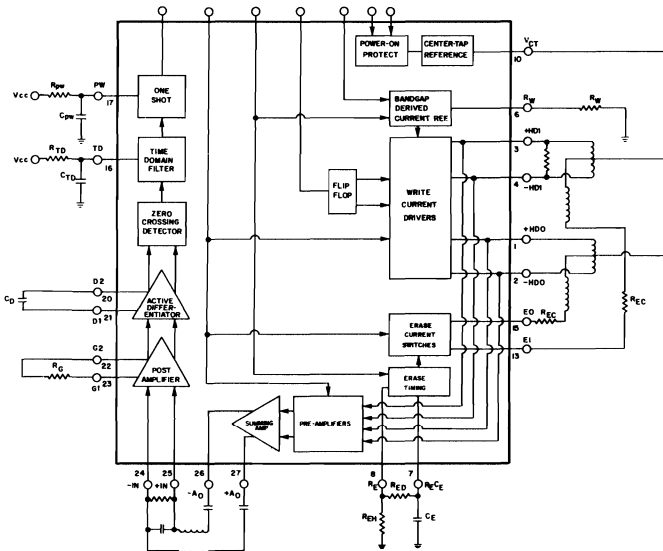 POWER-ON
PROTECT
CENTER-TAP
REFERENCE
VCT
10
Vcc
Rpw
PW
17
Cpw
ONE
SHOT
BANDGAP
DERIVED
CURRENT REF.
RW
6
RW
+HD1
3
4
-HD1
Vcc
RTD
TD
16
CTD
TIME
DOMAIN
FILTER
FLIP
FLOP
WRITE
CURRENT
DRIVERS
ZERO
CROSSING
DETECTOR
+HD0
1
2
-HD0
CD
D2
20
21
D1
ACTIVE
DIFFER-
ENTIATOR
REC
E0
15
REC
ERASE
CURRENT
SWITCHES
E1
13
G2
22
RG
23
G1
POST
AMPLIFIER
ERASE
TIMING
SUMMING
AMP
PRE-AMPLIFIERS
24
-IN
25
+IN
26
-AO
27
+AO
8
RE
RED
7
RECE
REH
CE